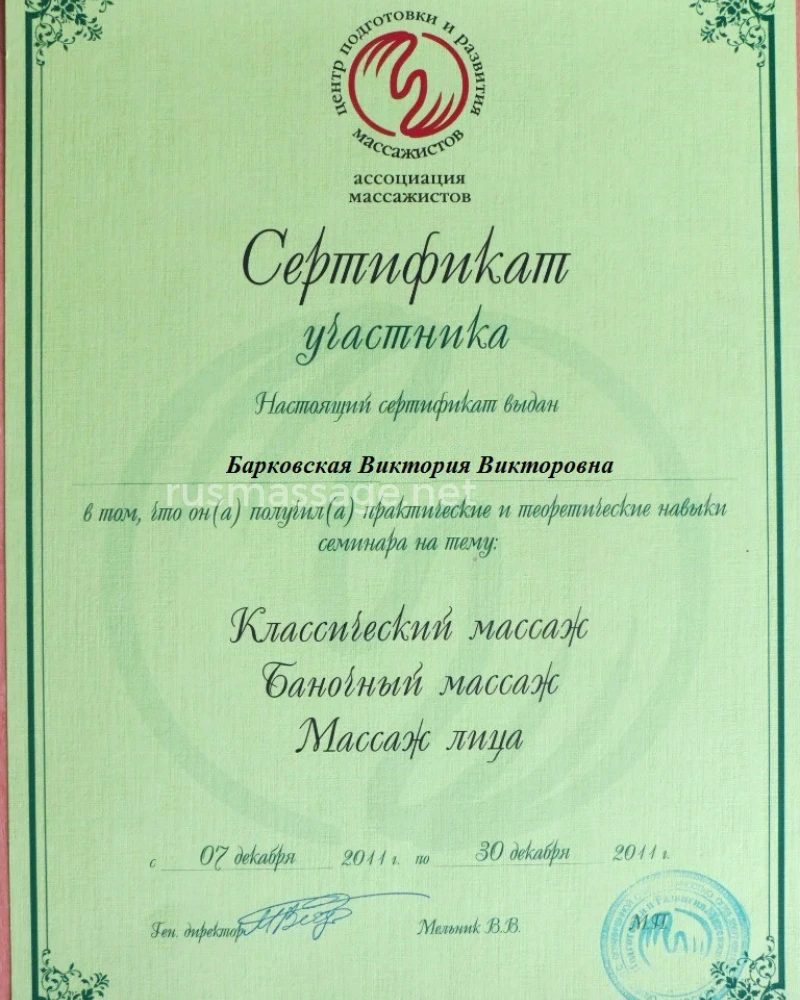 центр подготовки и развития
массажистов
ассоциация
массажистов
Сертификат
участника
Настоящий сертификат выдан
Барковская Виктория Викторовна
rusmassage.net
в том, что он(а) получил(а) практические и теоретические навыки
семинара на тему:
Классический массаж
Баночный массаж
Массаж лица
с 07 декабря 2011 г. по 30 декабря 2011 г.
Ген. директор Мельник В.В. МП